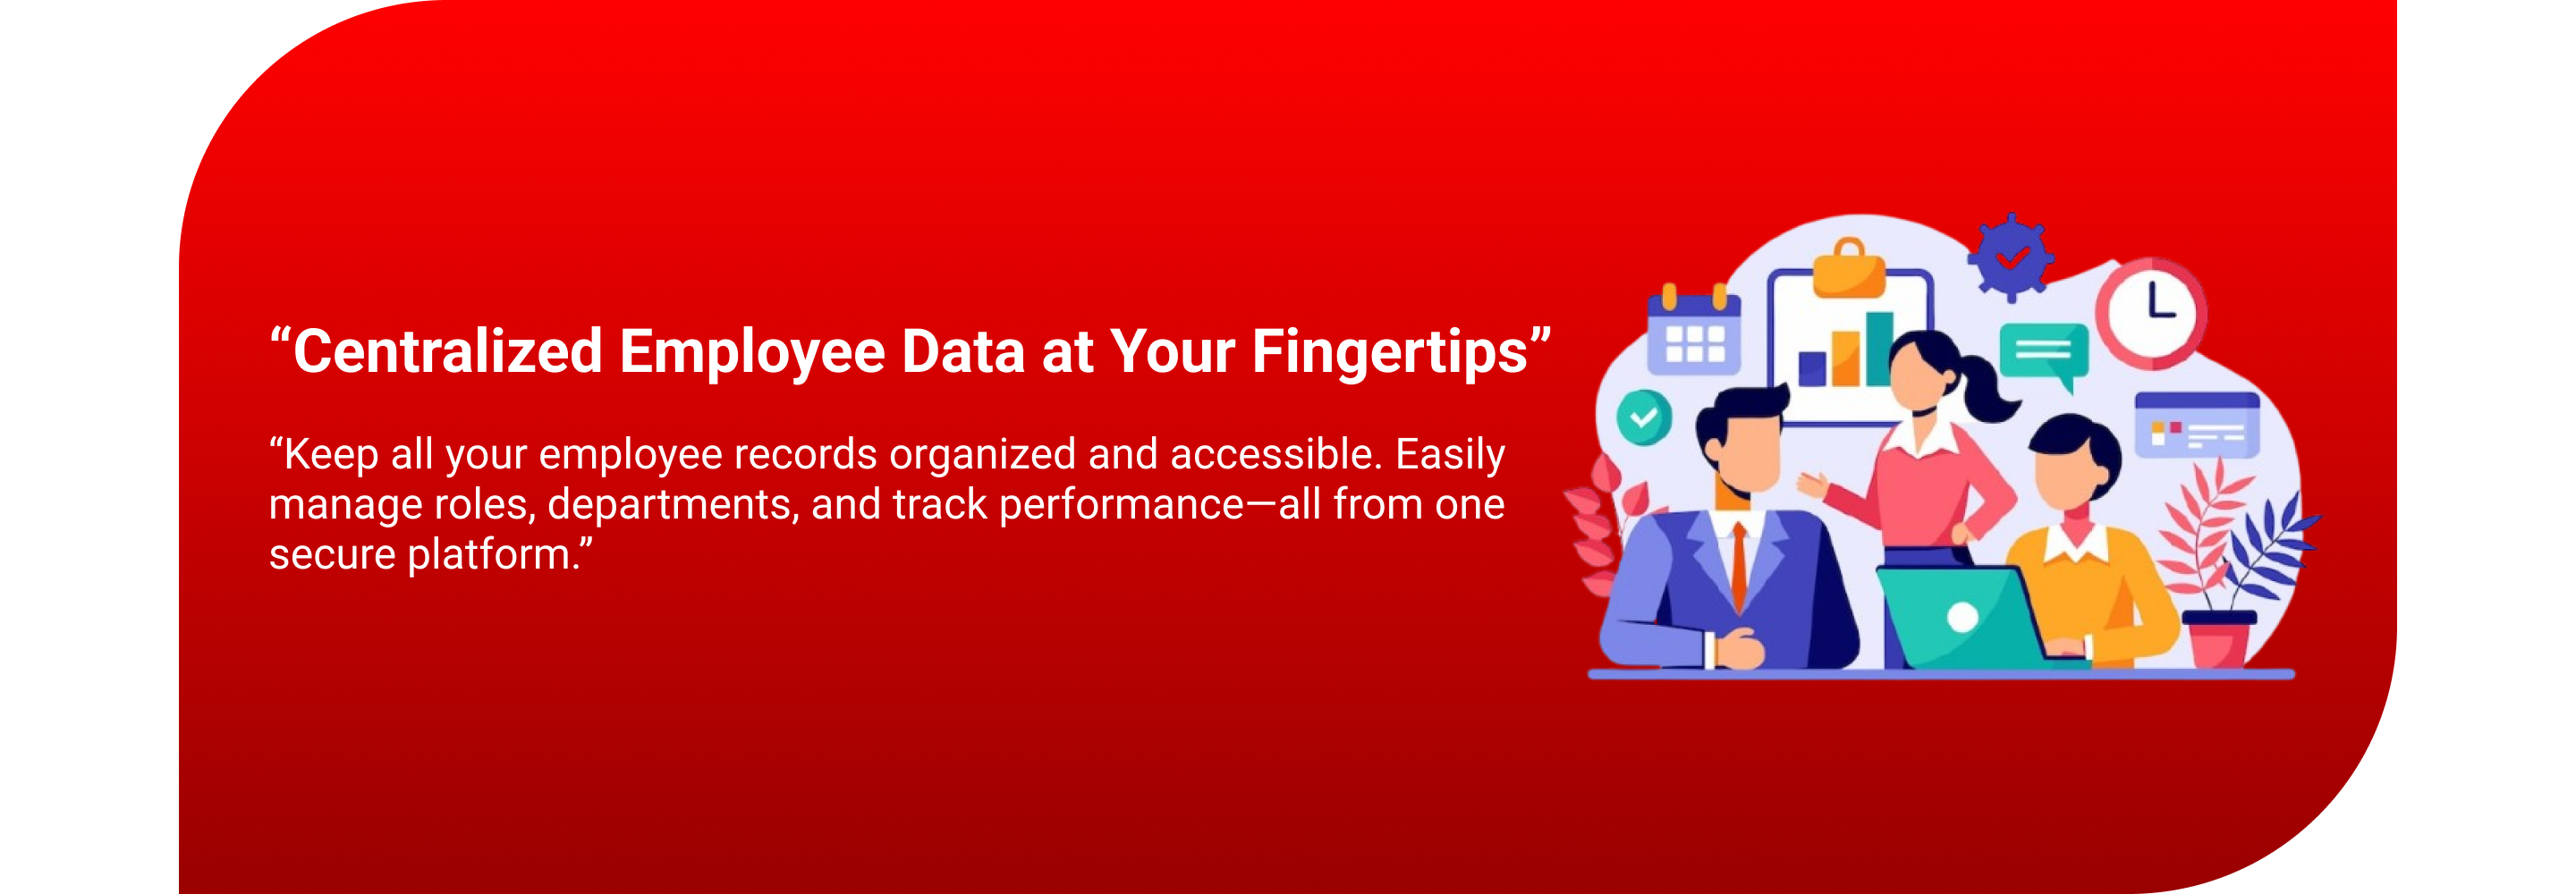 “Centralized Employee Data at Your Fingertips”
“Keep all your employee records organized and accessible. Easily
manage roles, departments, and track performance—all from one
secure platform.”